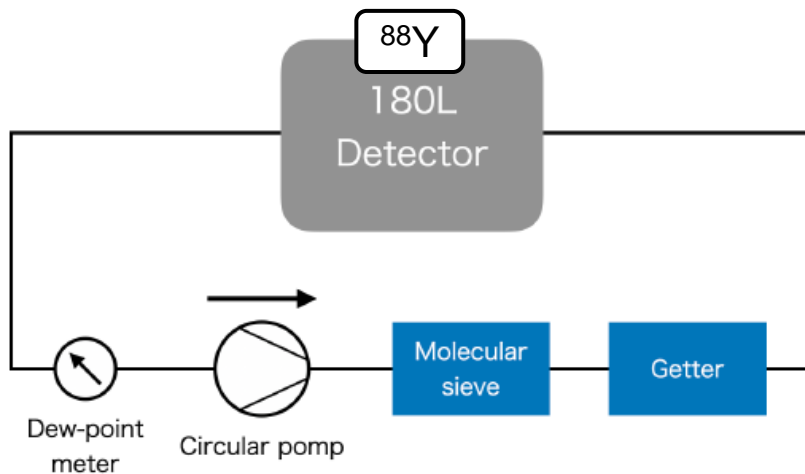 ⁸⁸Y
180L
Detector
Molecular
sieve
Getter
Dew-point
meter
Circular pomp